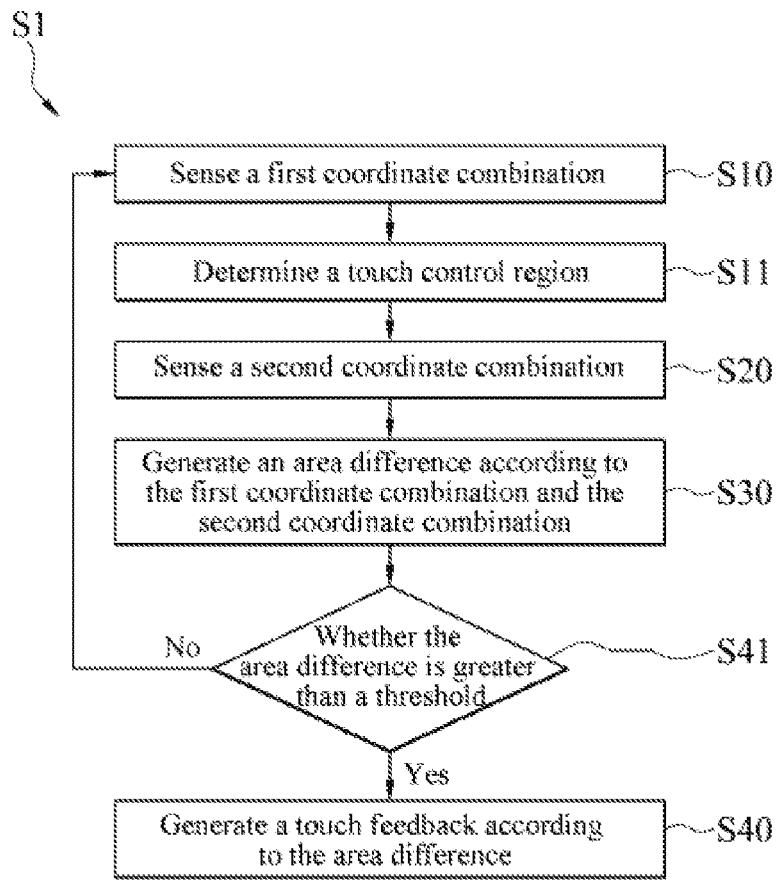 S1
Sense a first coordinate combination
S10
Determine a touch control region
S11
Sense a second coordinate combination
S20
Generate an area difference according to
the first coordinate combination and the
second coordinate combination
S30
Whether the
area difference is greater
than a threshold
S41
No
Yes
Generate a touch feedback according
to the area difference
S40